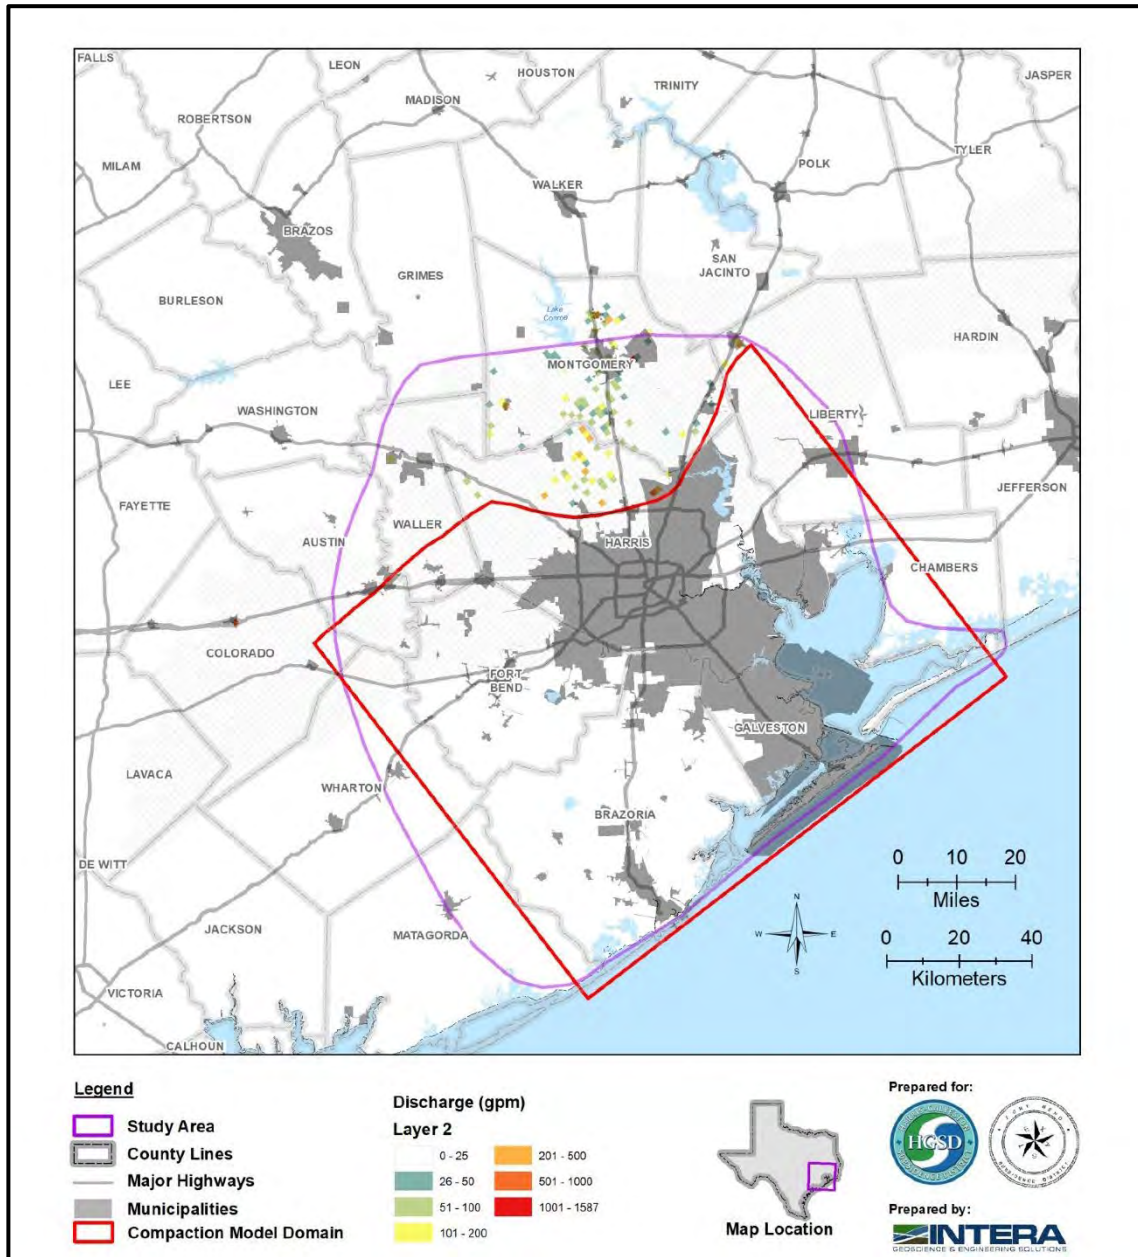 FALLS
LEON
HOUSTON
TRINITY
JASPER
MADISON
ROBERTSON
TYLER
MILAM
POLK
WALKER
BRAZOS
SAN
JACINTO
GRIMES
BURLESON
Lake
Conroe
HARDIN
MONTGOMERY
LEE
WASHINGTON
LIBERTY
JEFFERSON
FAYETTE
WALLER
AUSTIN
HARRIS
CHAMBERS
COLORADO
FORT
BEND
GALVESTON
LAVACA
WHARTON
BRAZORIA
DE WITT
0 10 20
Miles
N
W E
S
JACKSON
MATAGORDA
0 20 40
Kilometers
VICTORIA
CALHOUN
Legend
Study Area
County Lines
Major Highways
Municipalities
Compaction Model Domain
Discharge (gpm)
Layer 2
0 - 25
26 - 50
51 - 100
101 - 200
201 - 500
501 - 1000
1001 - 1587
Map Location
Prepared for:
HGSD
Prepared by:
INTERA
GEOSCIENCE & ENGINEERING SOLUTIONS